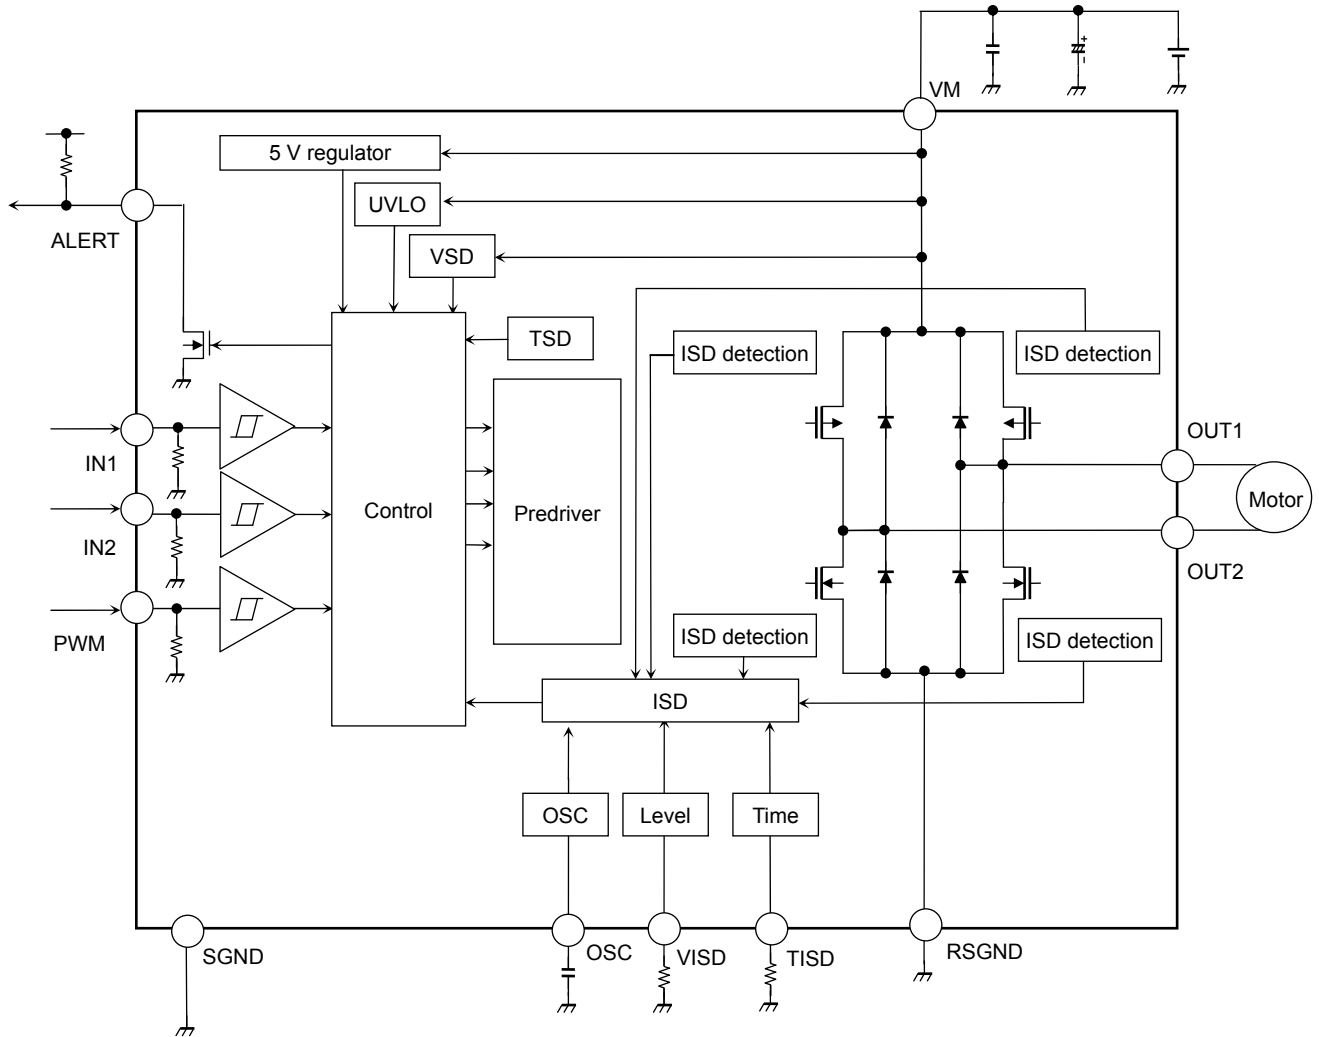 VM
5 V regulator
UVLO
ALERT
VSD
TSD
ISD detection
ISD detection
OUT1
IN1
Control
Predriver
Motor
IN2
OUT2
PWM
ISD detection
ISD detection
ISD
OSC
Level
Time
SGND
OSC
VISD
TISD
RSGND
+
-